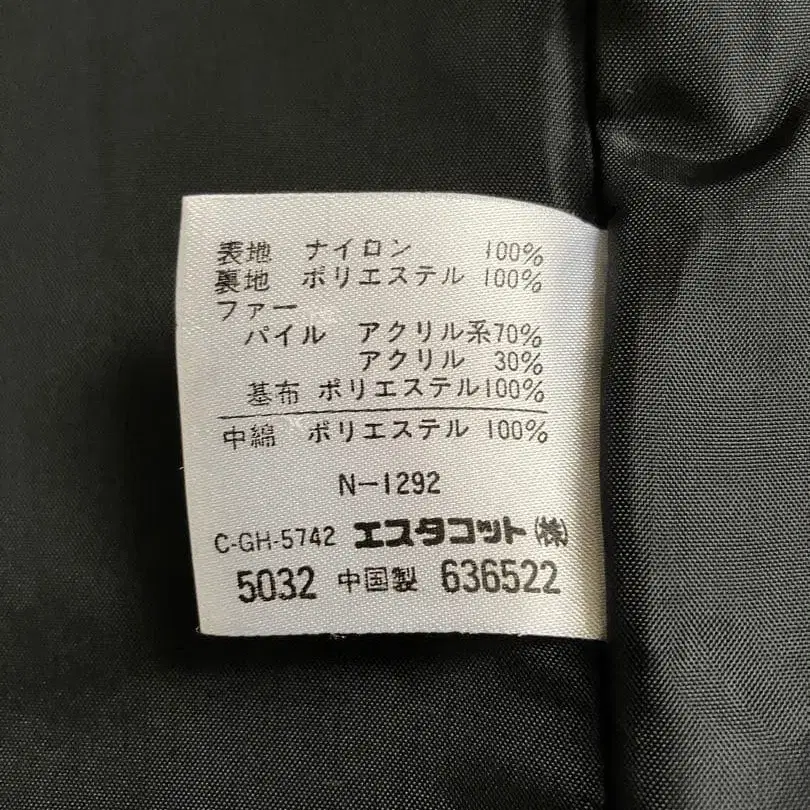 表地 ナイロン 100%
裏地 ポリエステル 100%
ファー
パイル アクリル系70%
アクリル 30%
基布 ポリエステル100%
中綿 ポリエステル 100%
N-1292
C-GH-5742 エスタコット(株)
5032 中国製 636522